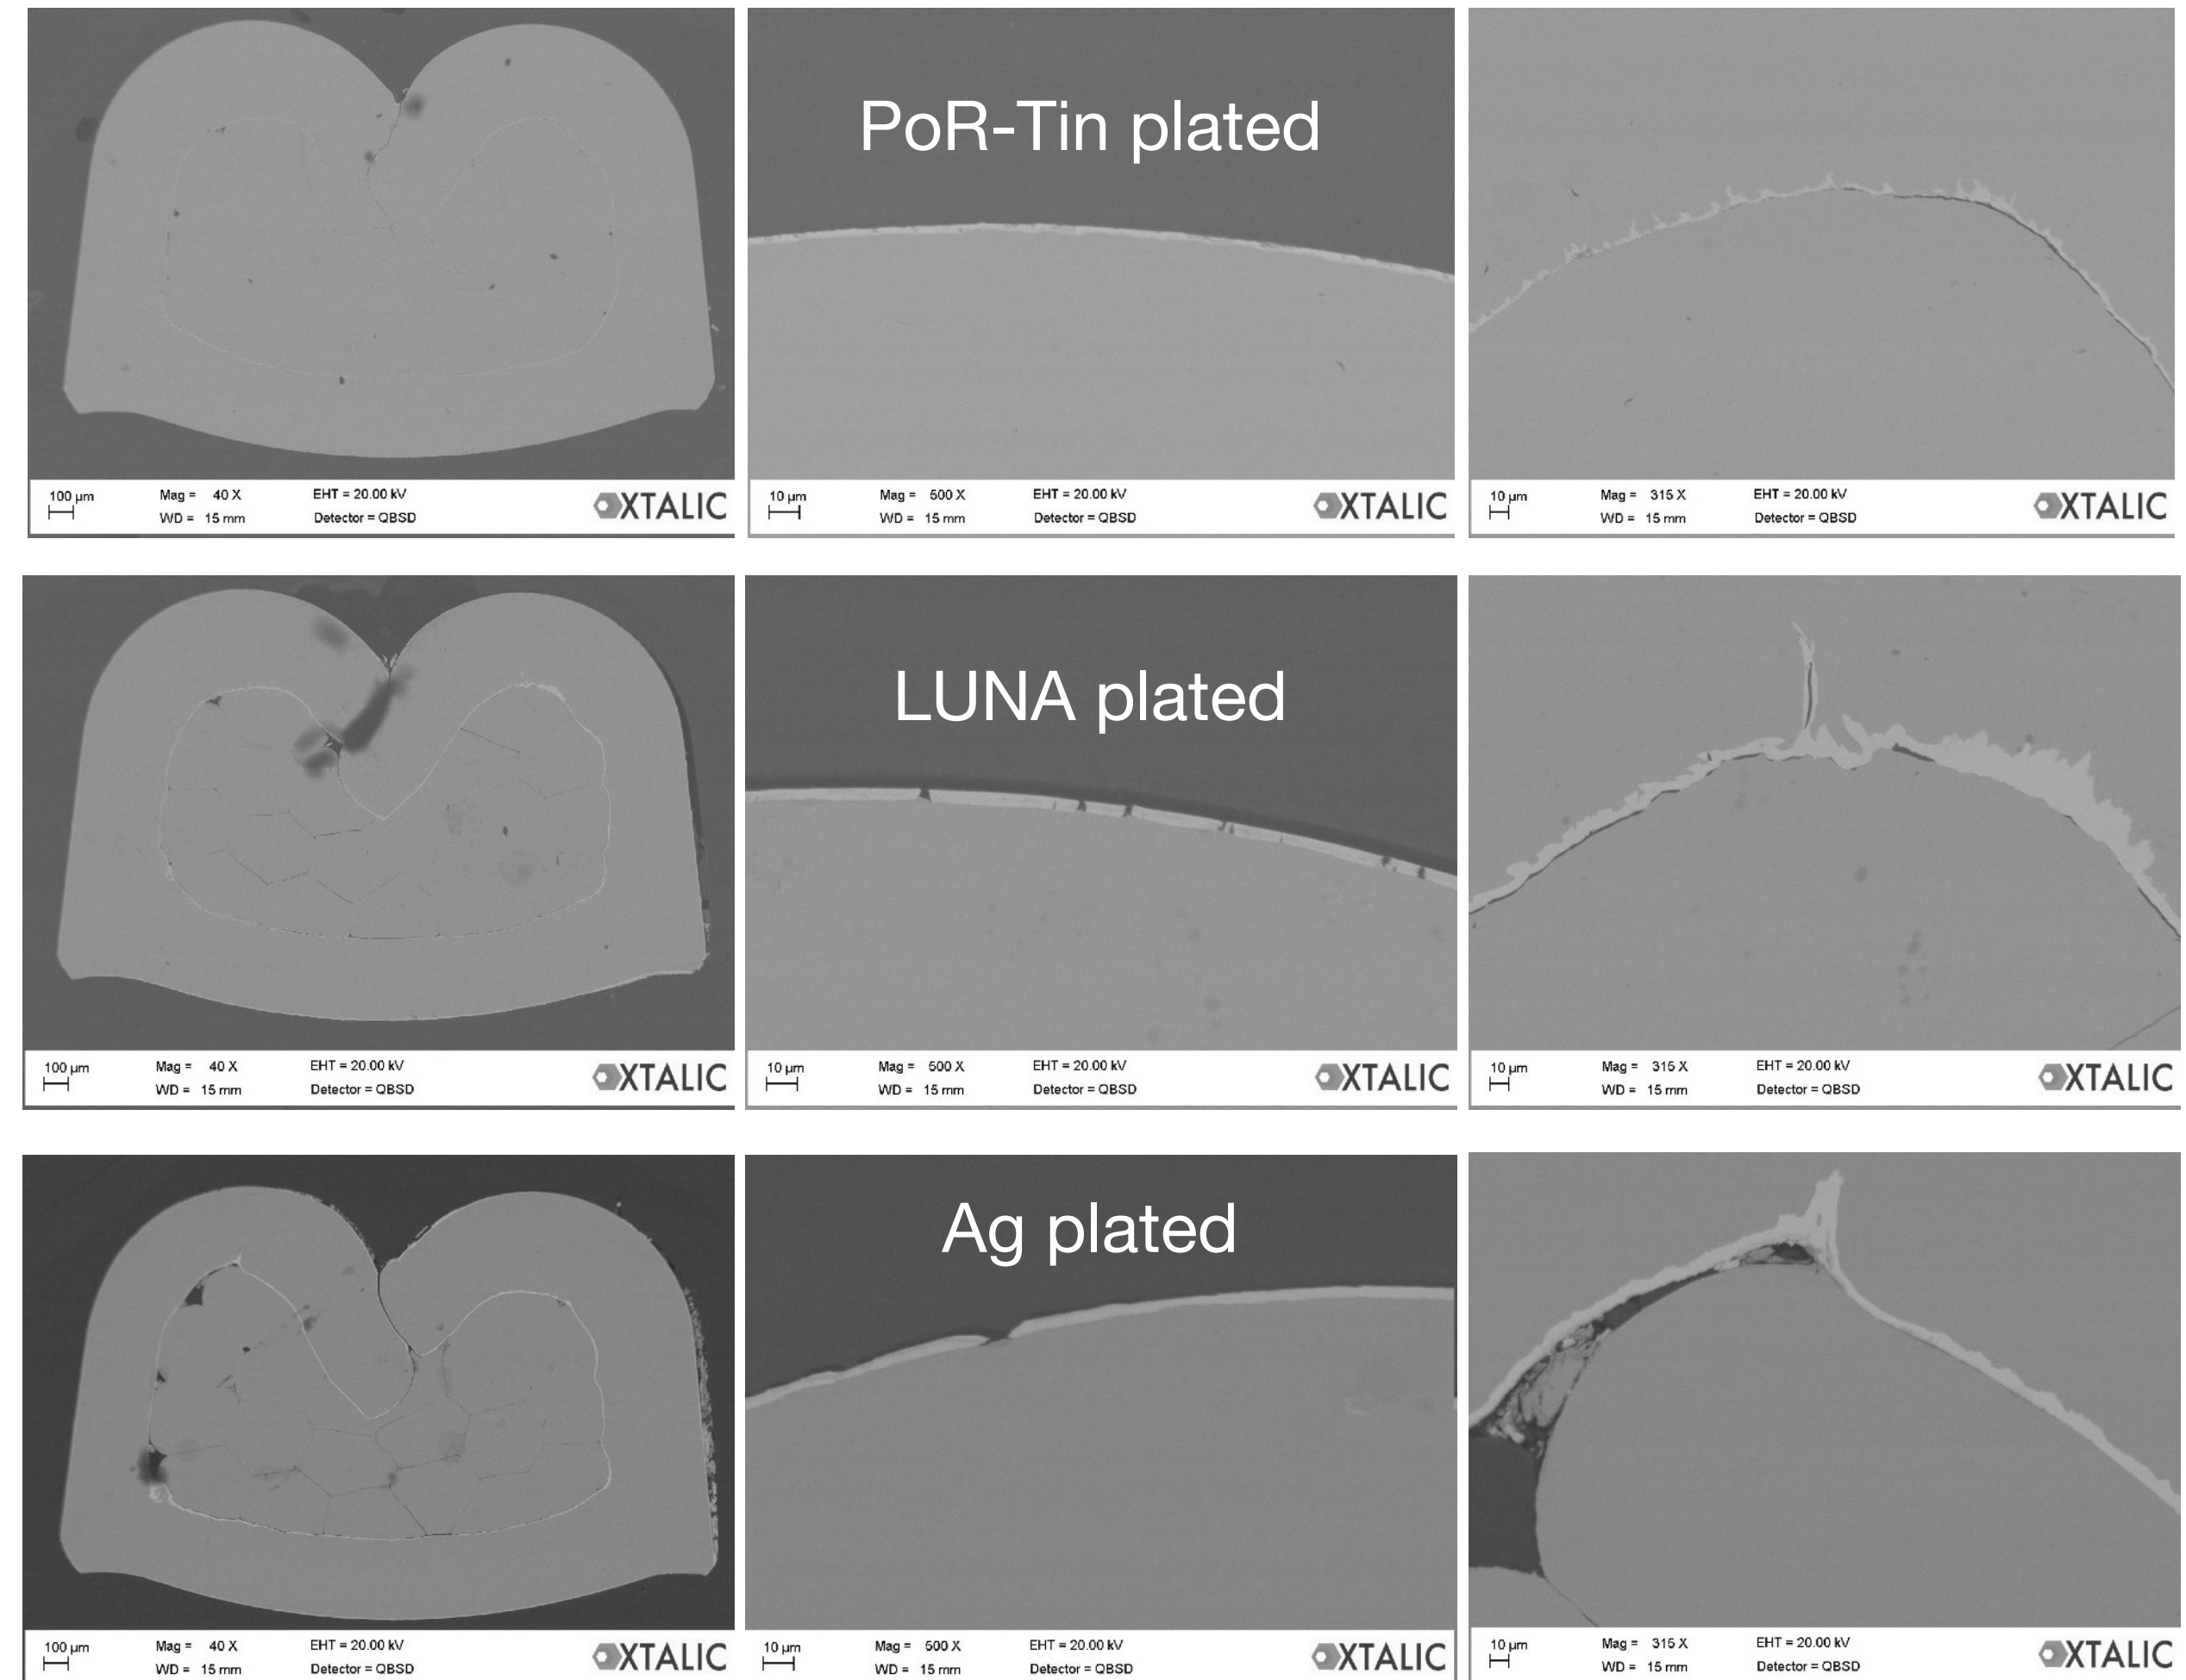 PoR-Tin plated
100 µm
Mag = 40 X
EHT = 20.00 kV
WD = 15 mm
Detector = QBSD
XTALIC
10 µm
Mag = 500 X
EHT = 20.00 kV
WD = 15 mm
Detector = QBSD
XTALIC
10 µm
Mag = 315 X
EHT = 20.00 kV
WD = 15 mm
Detector = QBSD
XTALIC
LUNA plated
100 µm
Mag = 40 X
EHT = 20.00 kV
WD = 15 mm
Detector = QBSD
XTALIC
10 µm
Mag = 500 X
EHT = 20.00 kV
WD = 15 mm
Detector = QBSD
XTALIC
10 µm
Mag = 315 X
EHT = 20.00 kV
WD = 15 mm
Detector = QBSD
XTALIC
Ag plated
100 µm
Mag = 40 X
EHT = 20.00 kV
WD = 15 mm
Detector = QBSD
XTALIC
10 µm
Mag = 500 X
EHT = 20.00 kV
WD = 15 mm
Detector = QBSD
XTALIC
10 µm
Mag = 315 X
EHT = 20.00 kV
WD = 15 mm
Detector = QBSD
XTALIC